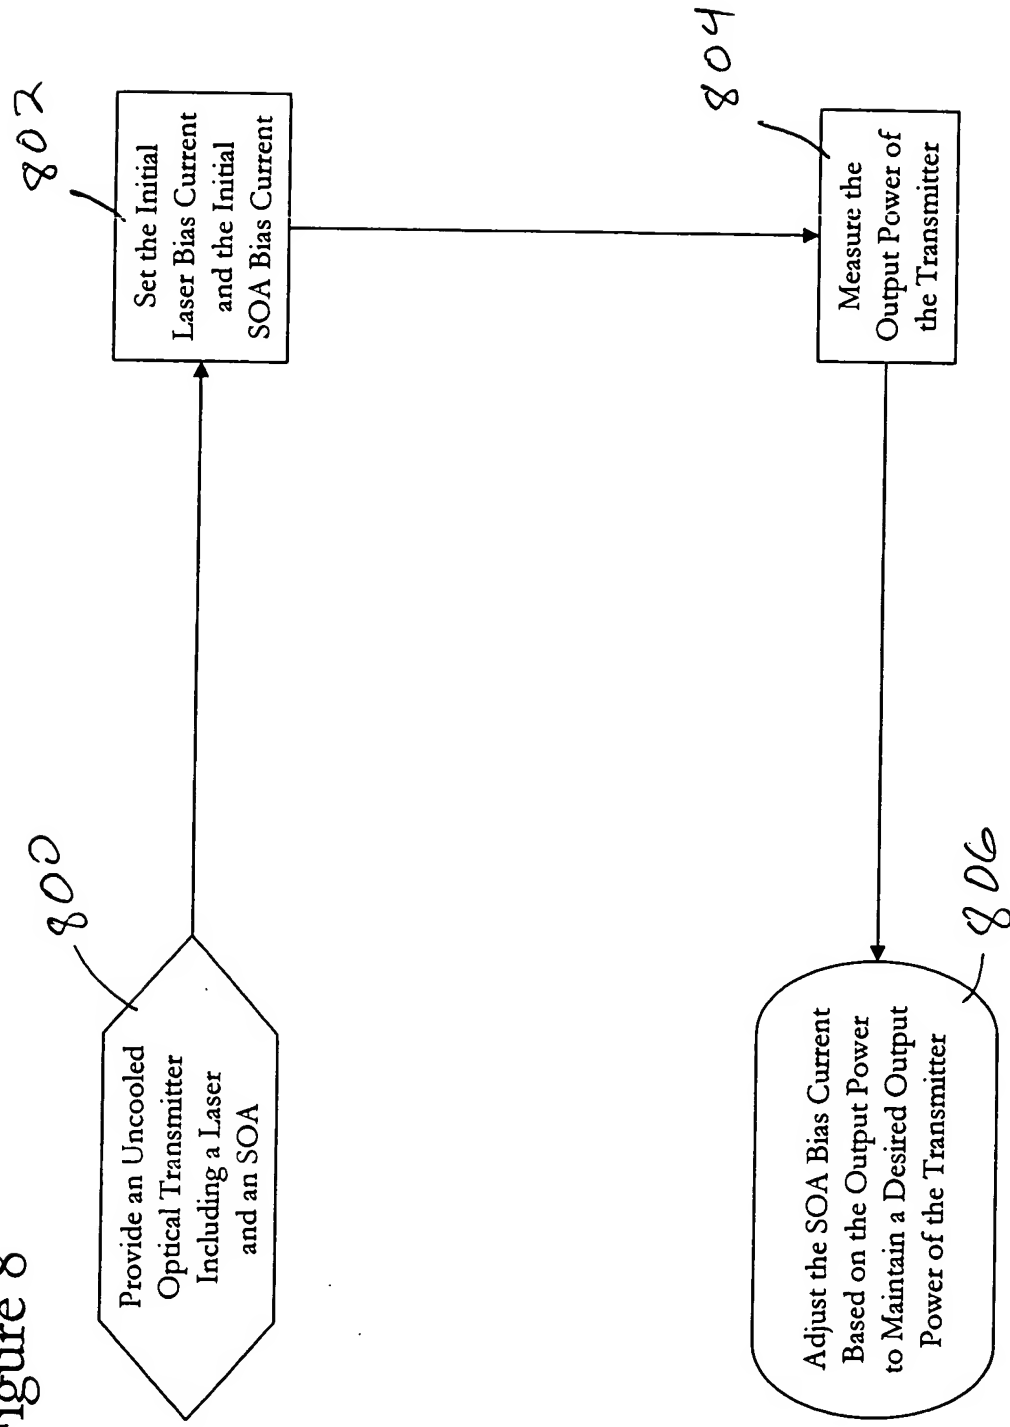 Figure 8
800
Provide an Uncooled
Optical Transmitter
Including a Laser
and an SOA
802
Set the Initial
Laser Bias Current
and the Initial
SOA Bias Current
804
Measure the
Output Power of
the Transmitter
806
Adjust the SOA Bias Current
Based on the Output Power
to Maintain a Desired Output
Power of the Transmitter